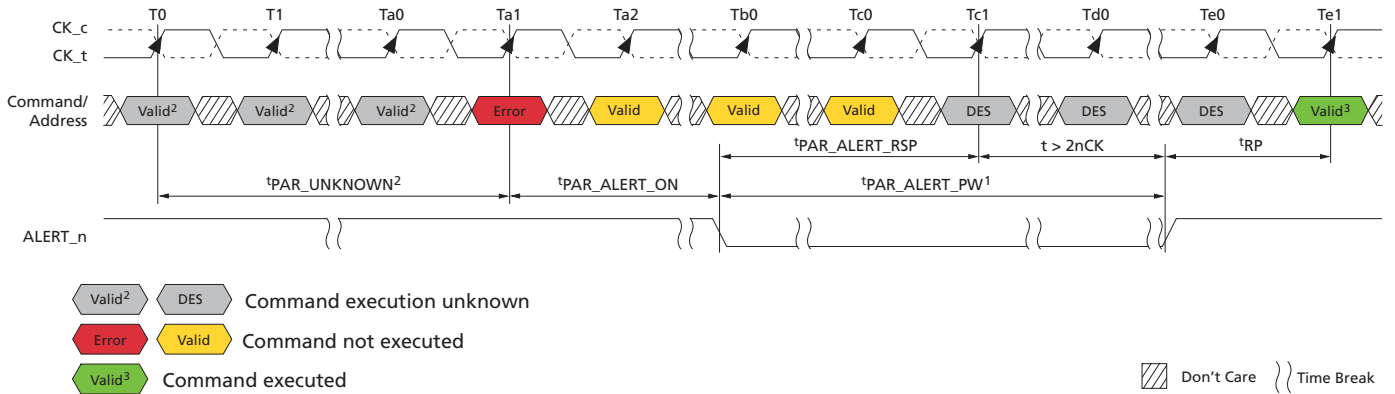 T0 T1 Ta0 Ta1 Ta2 Tb0 Tc0 Tc1 Td0 Te0 Te1
CK_c
CK_t
Command/
Address
Valid² Valid² Valid² Error Valid Valid Valid DES DES DES Valid³
tPAR_ALERT_RSP t > 2nCK tRP
tPAR_UNKNOWN² tPAR_ALERT_ON tPAR_ALERT_PW¹
ALERT_n
Valid² DES Command execution unknown
Error Valid Command not executed
Valid³ Command executed
Don't Care Time Break